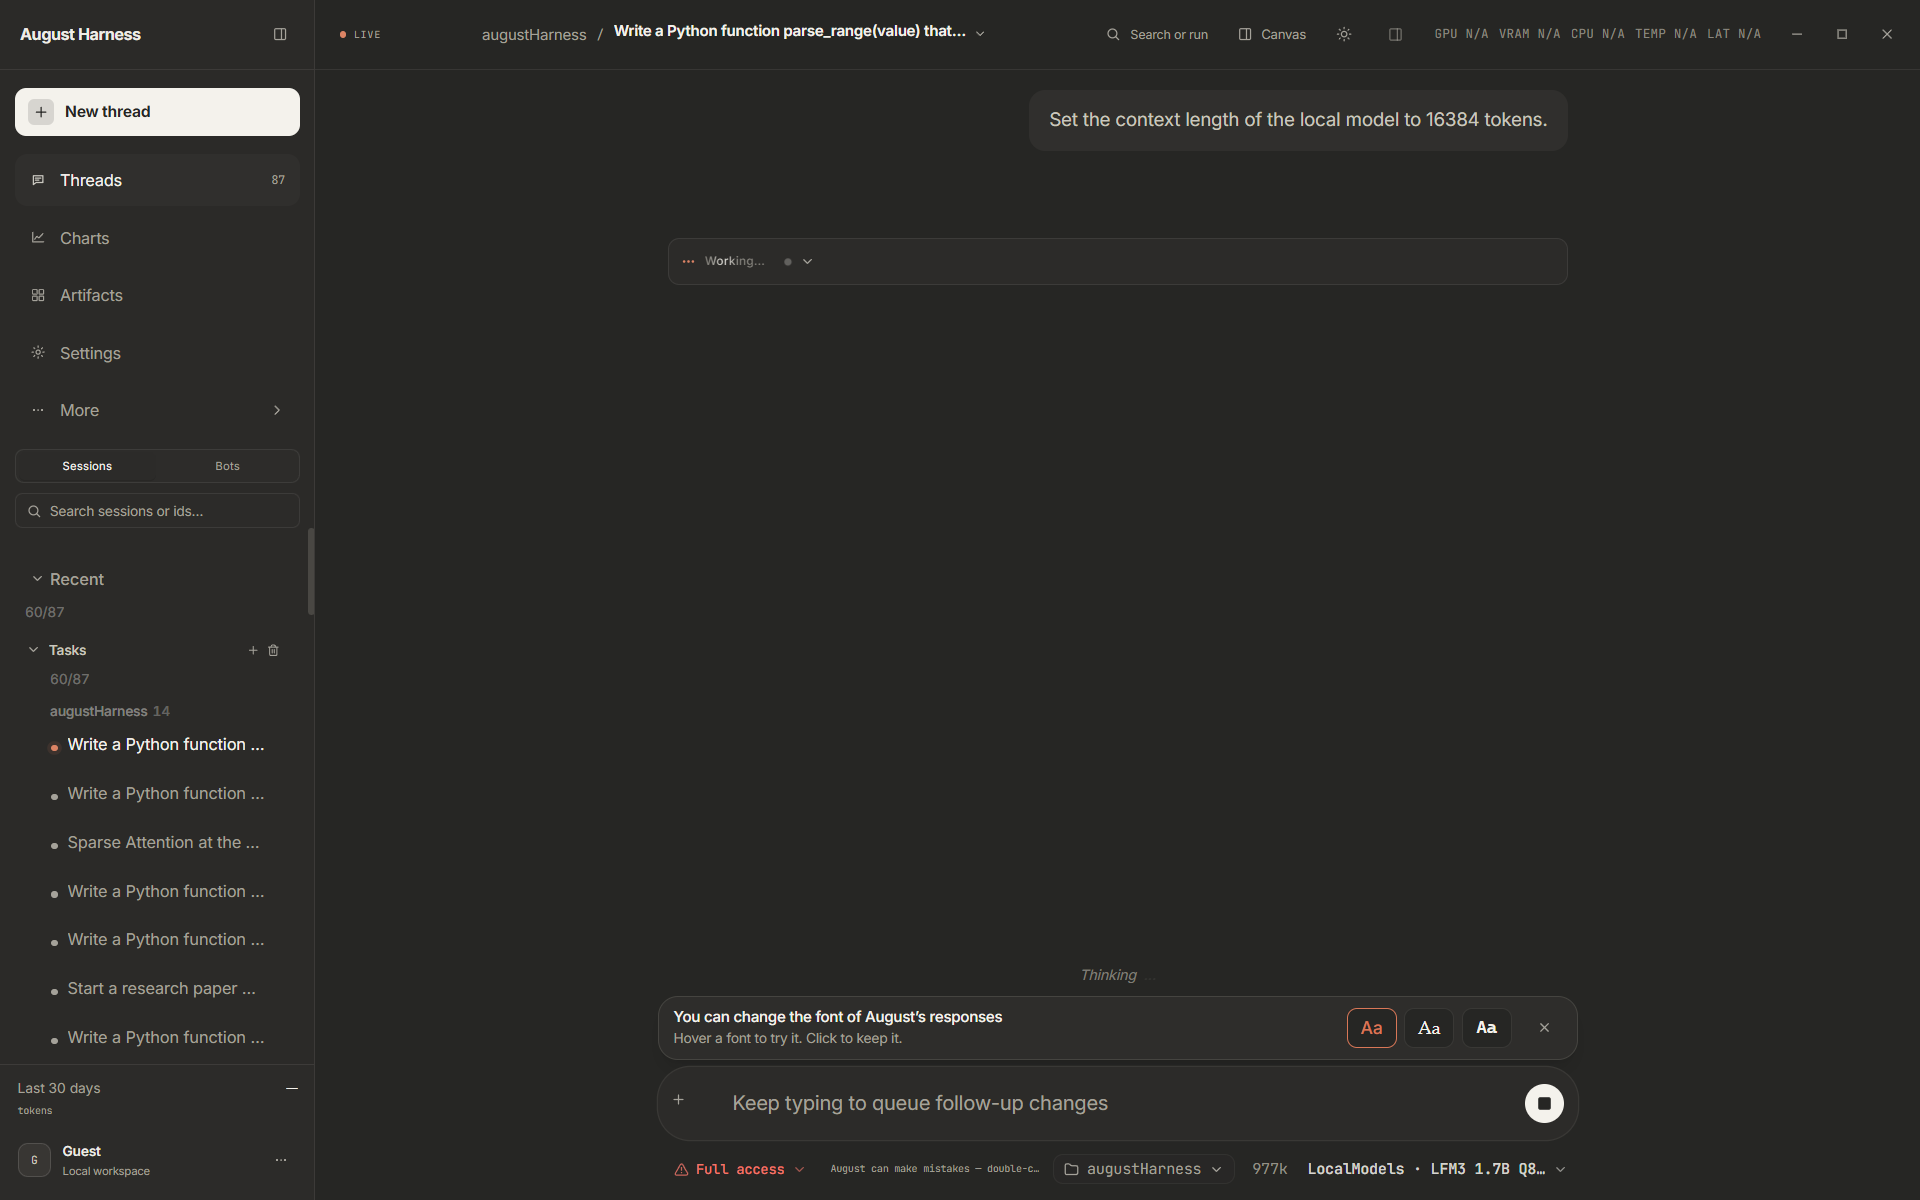 August Harness
LIVE
augustHarness / Write a Python function parse_range(value) that...
Search or run
Canvas
GPU N/A VRAM N/A CPU N/A TEMP N/A LAT N/A
New thread
Threads 87
Charts
Artifacts
Settings
More
Sessions Bots
Search sessions or ids...
Recent
60/87
Tasks
60/87
augustHarness 14
Write a Python function ...
Write a Python function ...
Sparse Attention at the ...
Write a Python function ...
Write a Python function ...
Start a research paper ...
Write a Python function ...
Last 30 days
tokens
G
Guest
Local workspace
Set the context length of the local model to 16384 tokens.
Working...
Thinking ...
You can change the font of August's responses
Hover a font to try it. Click to keep it.
Aa Aa Aa
Keep typing to queue follow-up changes
Full access
August can make mistakes — double-c…
augustHarness
977k
LocalModels · LFM3 1.7B Q8…